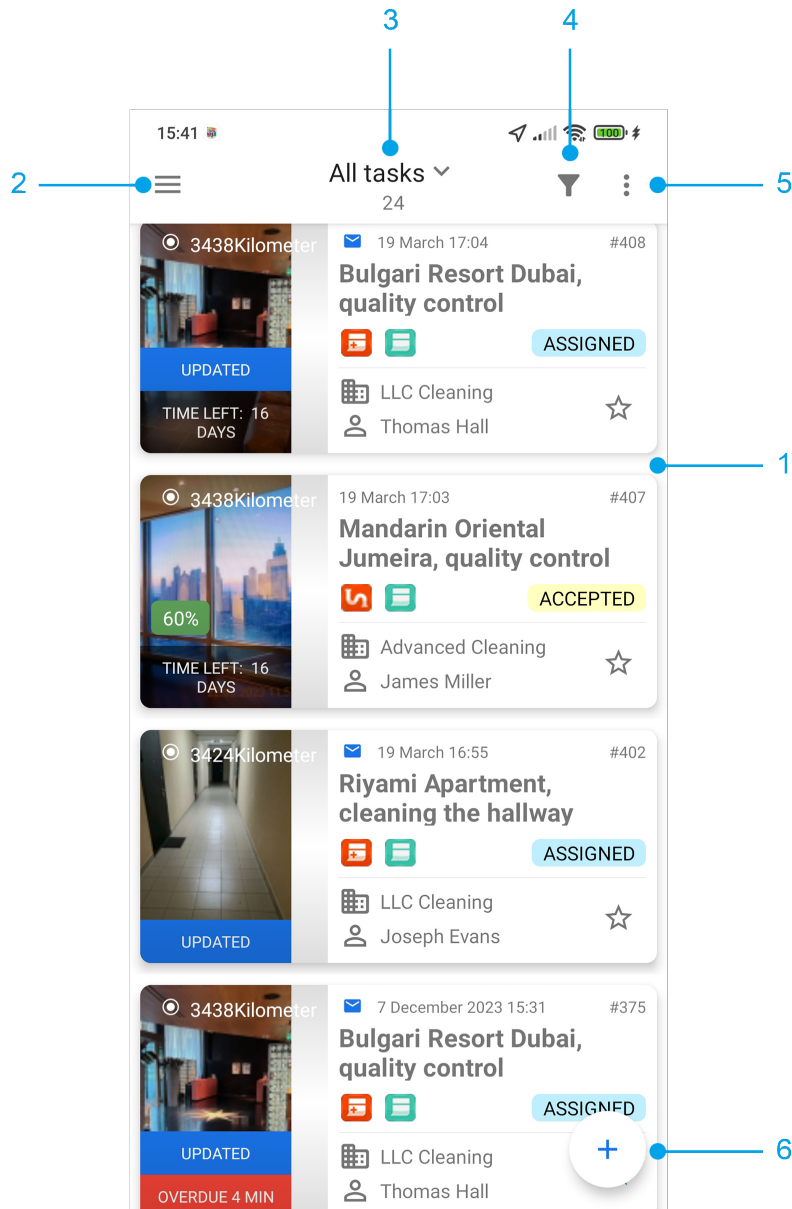 3
4
15:41
100
2
All tasks
5
24
3438Kilometer
19 March 17:04
#408
Bulgari Resort Dubai,
quality control
UPDATED
ASSIGNED
TIME LEFT: 16
DAYS
LLC Cleaning
Thomas Hall
1
3438Kilometer
19 March 17:03
#407
Mandarin Oriental
Jumeira, quality control
60%
ACCEPTED
TIME LEFT: 16
DAYS
Advanced Cleaning
James Miller
3424Kilometer
19 March 16:55
#402
Riyami Apartment,
cleaning the hallway
ASSIGNED
UPDATED
LLC Cleaning
Joseph Evans
3438Kilometer
7 December 2023 15:31
#375
Bulgari Resort Dubai,
quality control
ASSIGNED
UPDATED
LLC Cleaning
6
OVERDUE 4 MIN
Thomas Hall